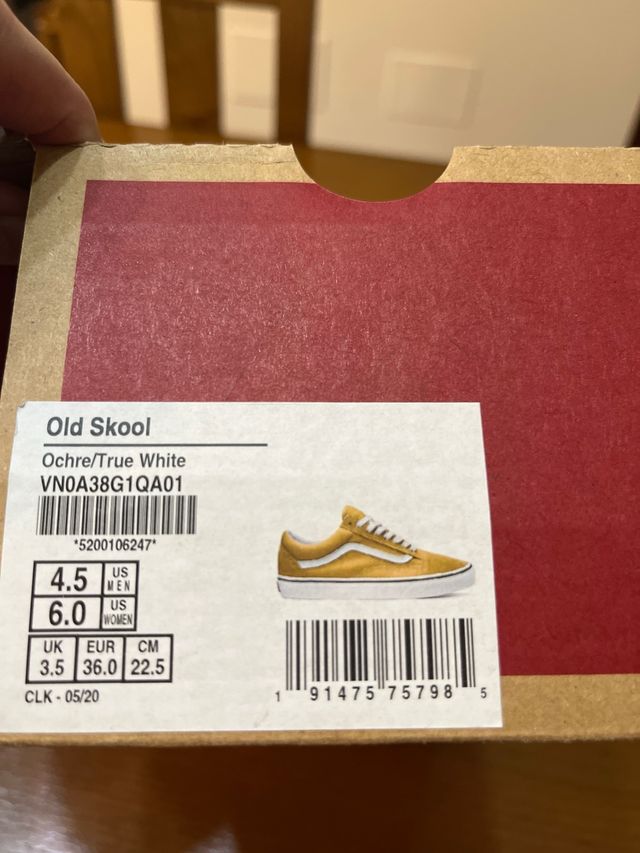 Old Skool
Ochre/True White
VN0A38G1QA01
*5200106247*
4.5 US MEN
6.0 US WOMEN
UK EUR CM
3.5 36.0 22.5
CLK - 05/20
1 91475 75798 5